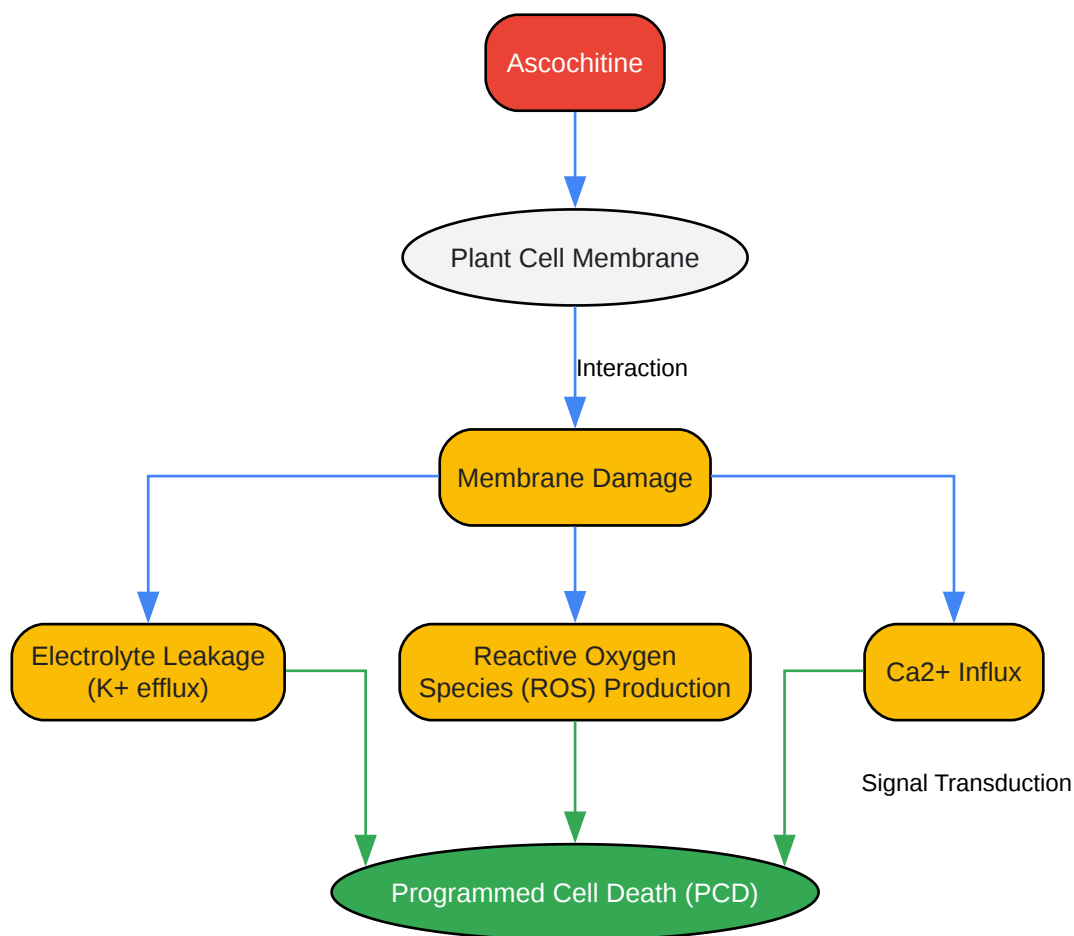 Ascochitine
Plant Cell Membrane
Interaction
Membrane Damage
Electrolyte Leakage
(K+ efflux)
Reactive Oxygen
Species (ROS) Production
Ca2+ Influx
Signal Transduction
Programmed Cell Death (PCD)